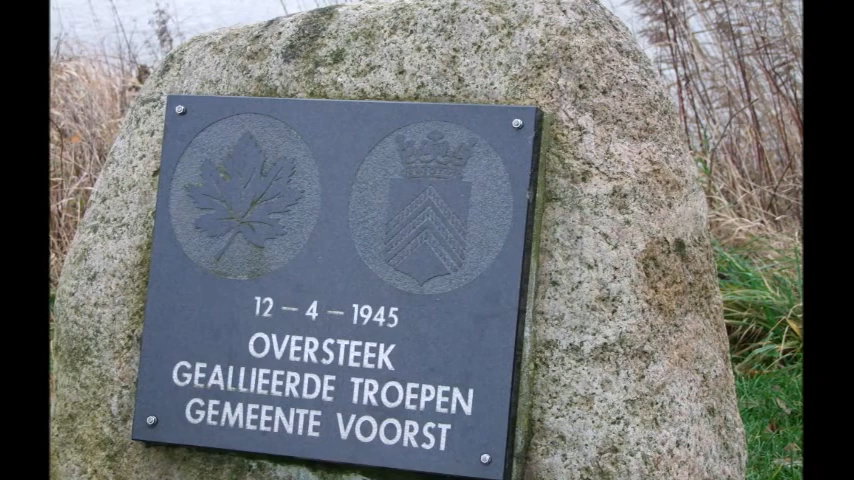 12 – 4 – 1945
OVERSTEEK
GEALLIEERDE TROEPEN
GEMEENTE VOORST